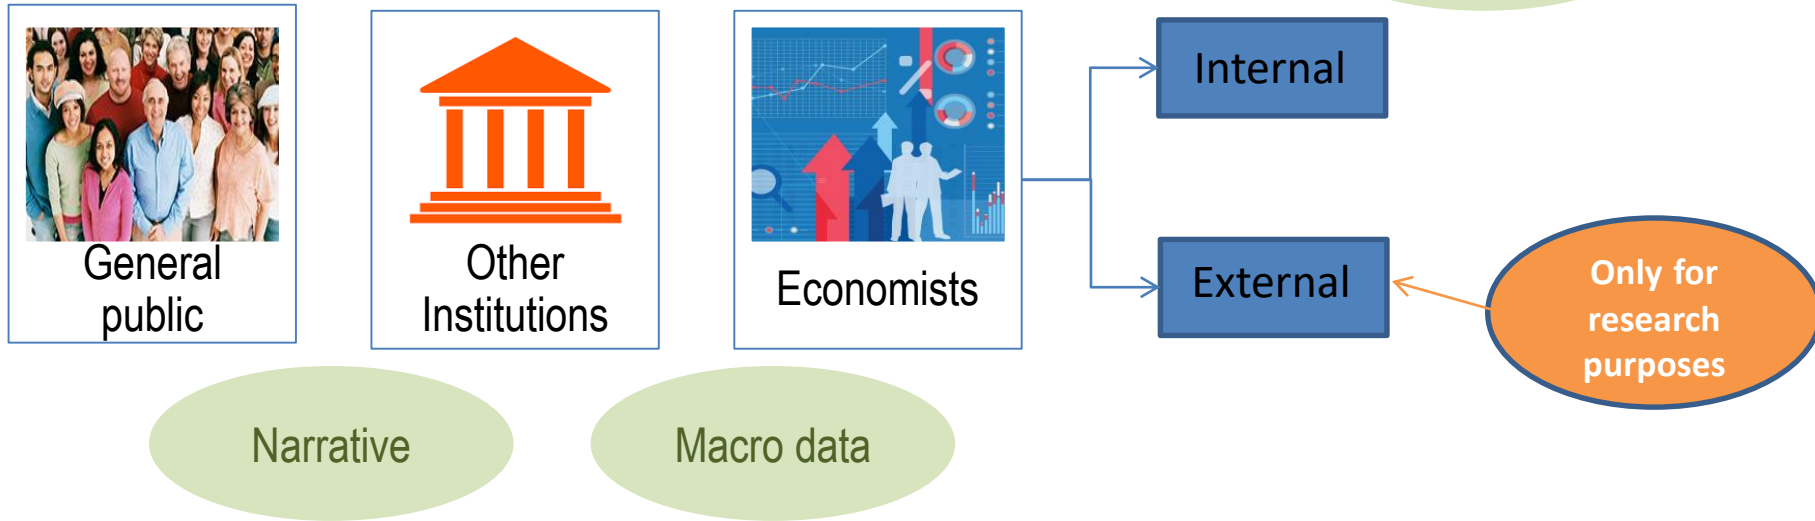 General
public
Other
Institutions
Economists
Internal
External
Only for
research
purposes
Narrative
Macro data